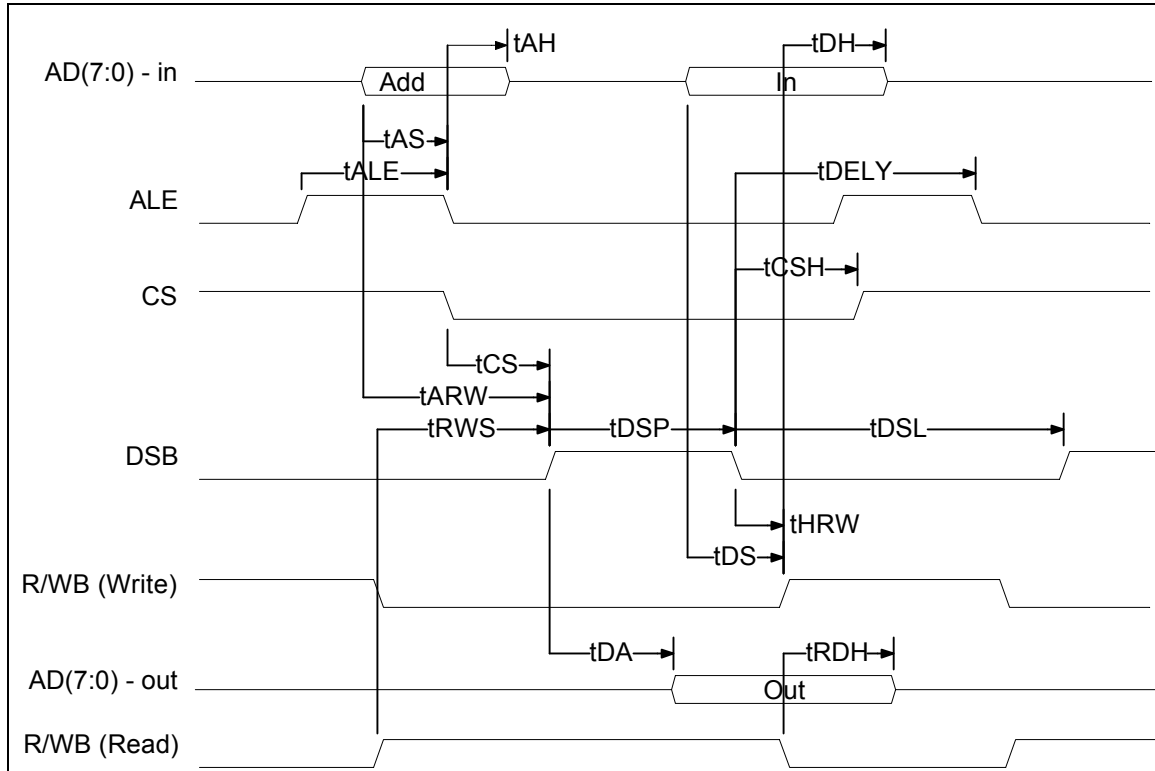 tAH
tDH
AD(7:0) - in
Add
In
tAS
tALE
tDELY
ALE
tCSH
CS
tCS
tARW
tRWS
tDSP
tDSL
DSB
tHRW
tDS
R/WB (Write)
tDA
tRDH
AD(7:0) - out
Out
R/WB (Read)